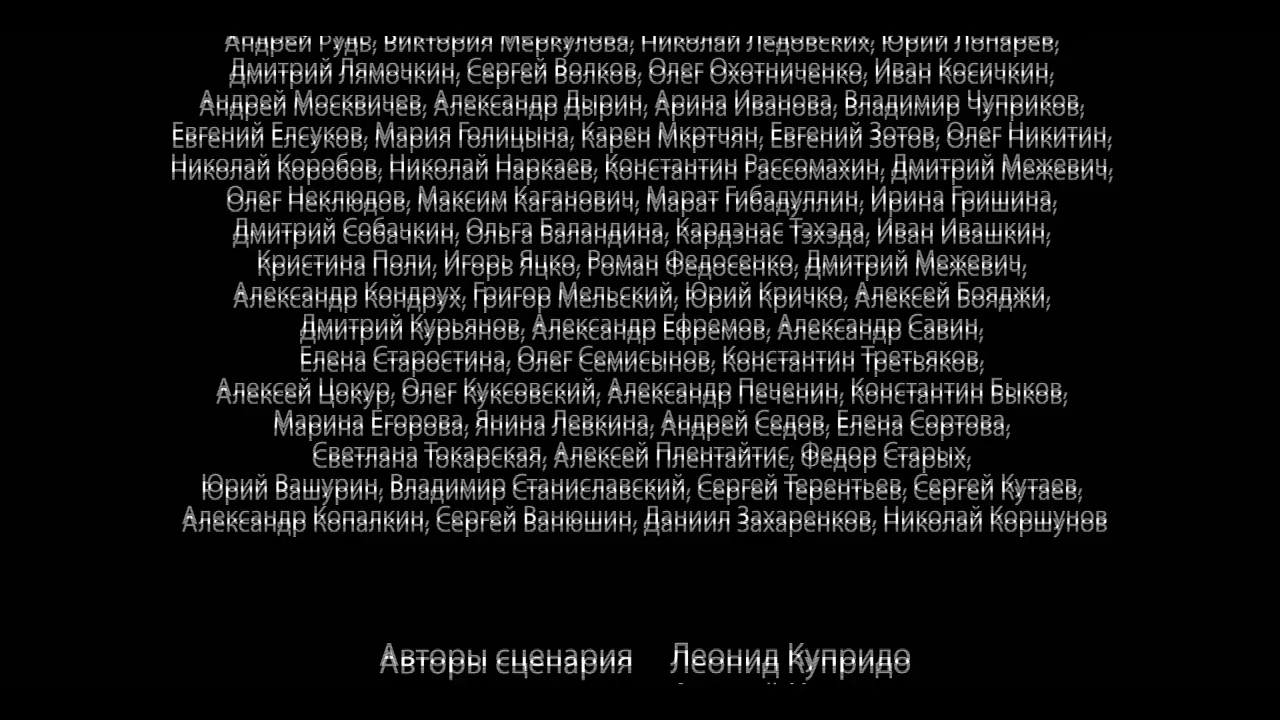 Андрей Рудь, Виктория Меркулова, Николай Ледовских, Юрий Лопарев,
Дмитрий Лямочкин, Сергей Волков, Олег Охотниченко, Иван Косичкин,
Андрей Москвичев, Александр Дырин, Арина Иванова, Владимир Чуприков,
Евгений Елсуков, Мария Голицына, Карен Мкртчян, Евгений Зотов, Олег Никитин,
Николай Коробов, Николай Наркаев, Константин Рассомахин, Дмитрий Межевич,
Олег Неклюдов, Максим Каганович, Марат Гибадуллин, Ирина Гришина,
Дмитрий Собачкин, Ольга Баландина, Кардэнас Тэхэда, Иван Ивашкин,
Кристина Поли, Игорь Яцко, Роман Федосенко, Дмитрий Межевич,
Александр Кондрух, Григор Мельский, Юрий Кричко, Алексей Бояджи,
Дмитрий Курьянов, Александр Ефремов, Александр Савин,
Елена Старостина, Олег Семисынов, Константин Третьяков,
Алексей Цокур, Олег Куксовский, Александр Печенин, Константин Быков,
Марина Егорова, Янина Левкина, Андрей Седов, Елена Сортова,
Светлана Токарская, Алексей Плентайтис, Федор Старых,
Юрий Вашурин, Владимир Станиславский, Сергей Терентьев, Сергей Кутаев,
Александр Копалкин, Сергей Ванюшин, Даниил Захаренков, Николай Коршунов
Авторы сценария Леонид Купридо